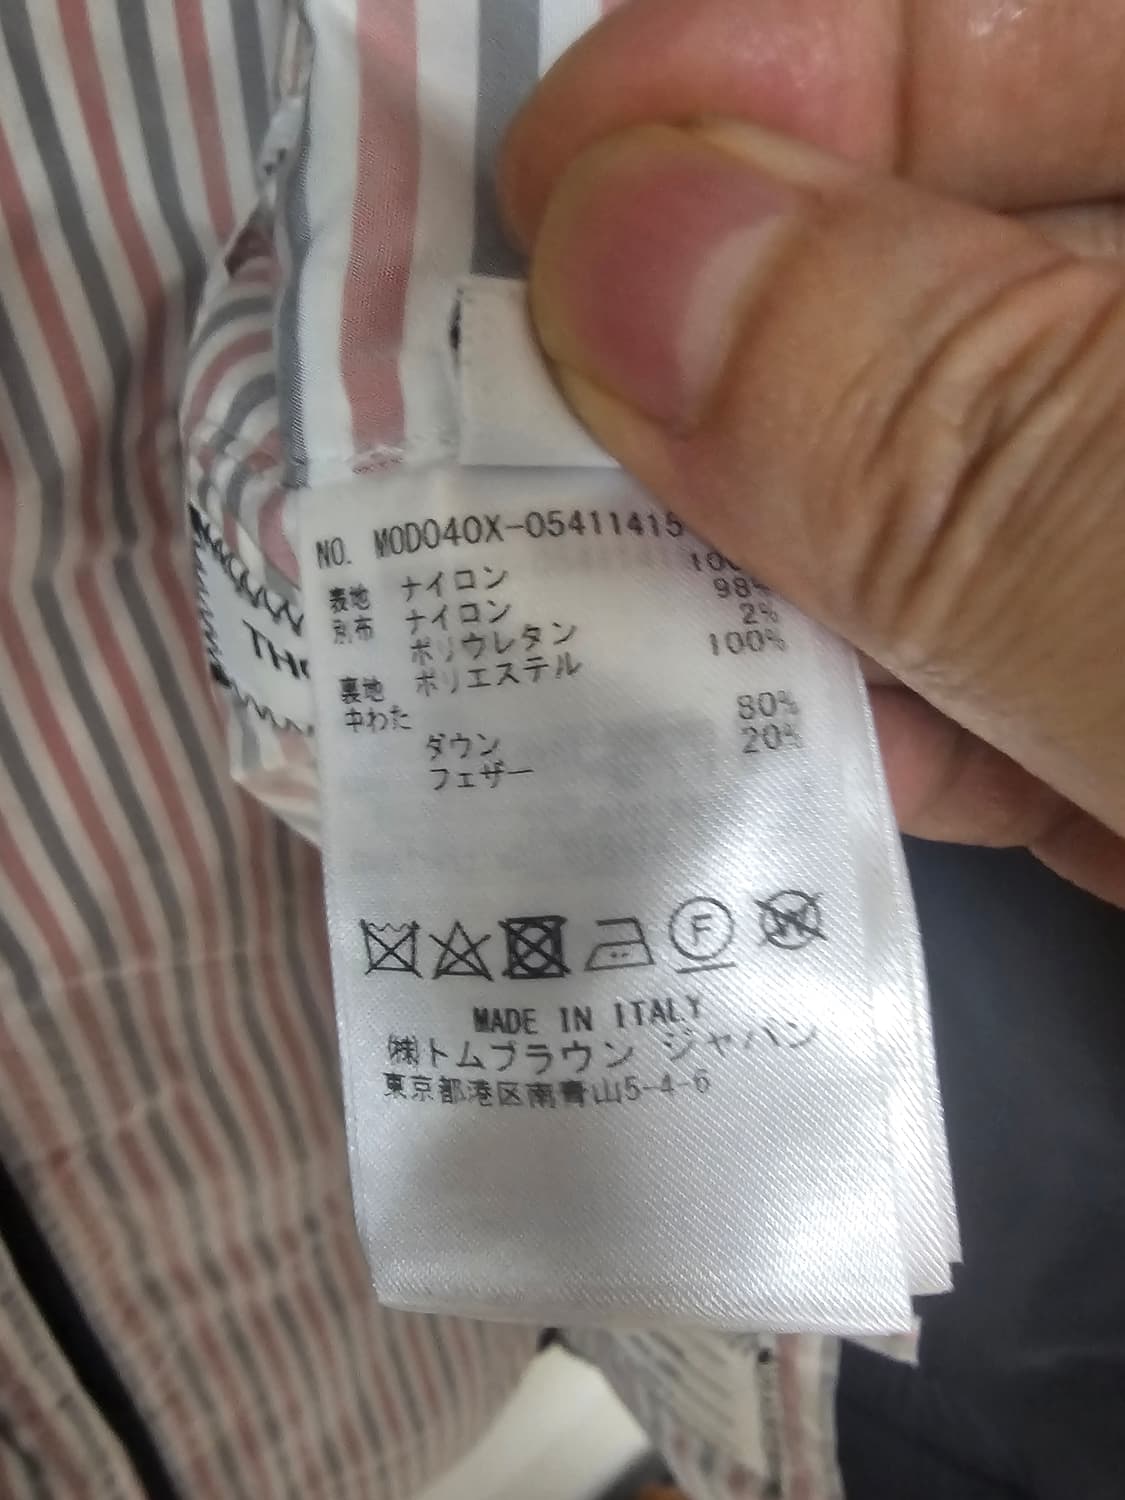 NO. MOD040X-05411415
表地 ナイロン
別布 ナイロン 98%
ポリウレタン 2%
裏地 ポリエステル 100%
中わた
ダウン 80%
フェザー 20%
F
W
MADE IN ITALY
㈱トムブラウン ジャパン
東京都港区南青山5-4-6